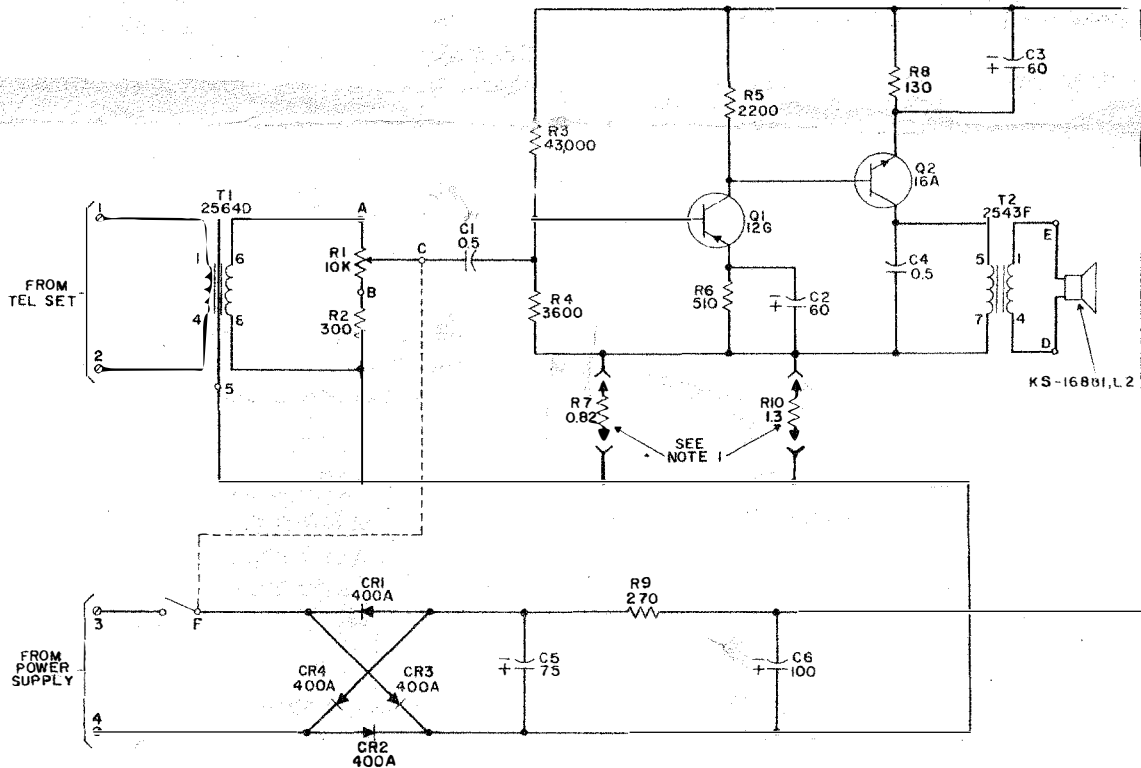 C3
60
R8
130
R5
2200
R3
43,000
Q2
16A
T1
2564D
1
A
Q1
12G
T2
2543F
E
FROM
TEL SET
1
6
R1
10K
C
C1
0.5
C4
0.5
5
1
B
4
8
R2
300
R4
3600
R6
510
C2
60
7
4
2
5
D
KS-16881,L2
R7
0.82
R10
1.3
SEE
NOTE 1
CR1
400A
R9
270
3
F
FROM
POWER
SUPPLY
CR4
400A
CR3
400A
C5
75
C6
100
4
CR2
400A